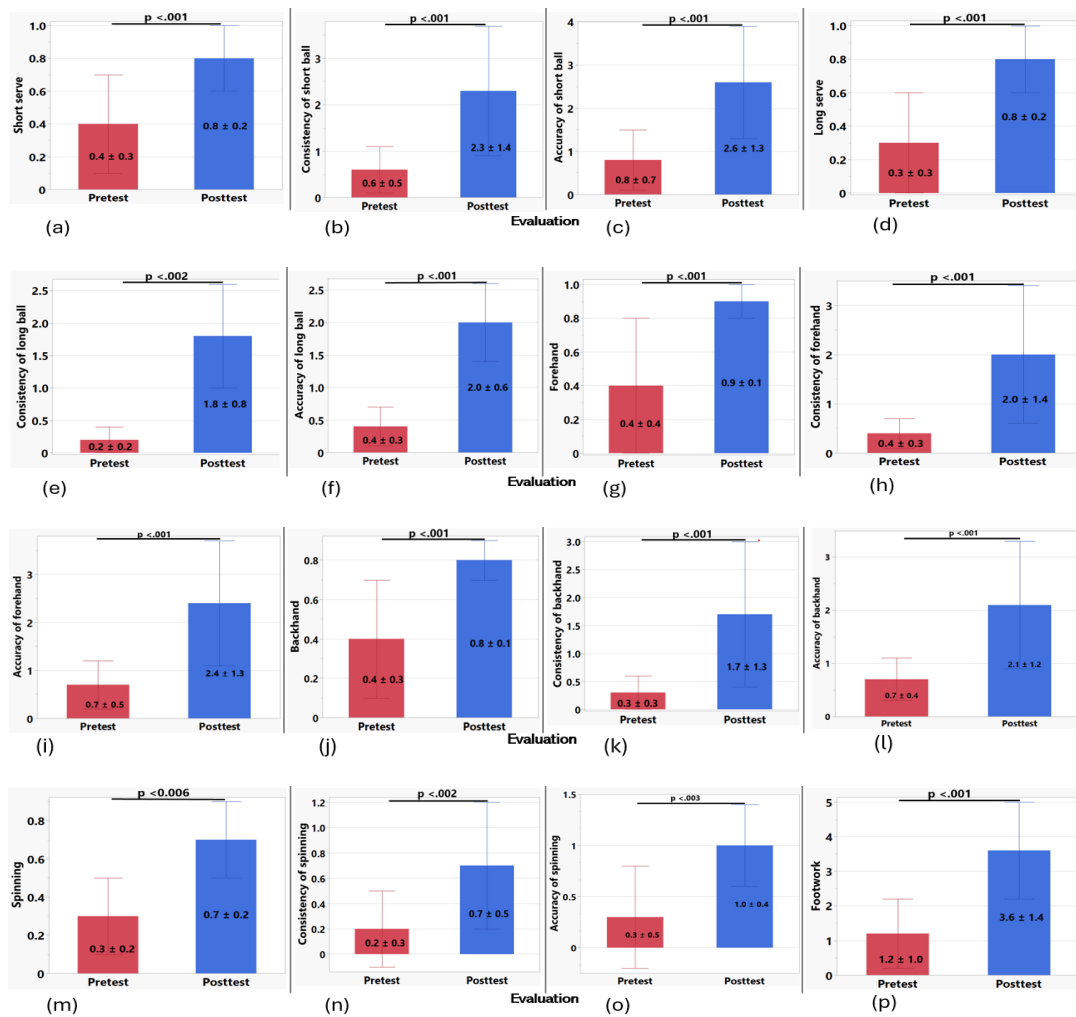 p <.001
Short serve
1.0
0.8
0.6
0.4
0.2
0
0.4 ± 0.3
0.8 ± 0.2
Pretest
Posttest
(a)
p <.001
Consistency of short ball
3
2
1
0
0.6 ± 0.5
2.3 ± 1.4
Pretest
Posttest
(b)
p <.001
Accuracy of short ball
4
3
2
1
0
0.8 ± 0.7
2.6 ± 1.3
Pretest
Posttest
(c)
p <.001
Long serve
1.0
0.8
0.6
0.4
0.2
0.0
0.3 ± 0.3
0.8 ± 0.2
Pretest
Posttest
(d)
Evaluation
p <.002
Consistency of long ball
2.5
2.0
1.5
1.0
0.5
0
0.2 ± 0.2
1.8 ± 0.8
Pretest
Posttest
(e)
p <.001
Accuracy of long ball
2.5
2.0
1.5
1.0
0.5
0
0.4 ± 0.3
2.0 ± 0.6
Pretest
Posttest
(f)
p <.001
Forehand
1.0
0.8
0.6
0.4
0.2
0
0.4 ± 0.4
0.9 ± 0.1
Pretest
Posttest
(g)
p <.001
Consistency of forehand
3
2
1
0
0.4 ± 0.3
2.0 ± 1.4
Pretest
Posttest
(h)
Evaluation
p <.001
Accuracy of forehand
3
2
1
0
0.7 ± 0.5
2.4 ± 1.3
Pretest
Posttest
(i)
p <.001
Backhand
0.8
0.6
0.4
0.2
0
0.4 ± 0.3
0.8 ± 0.1
Pretest
Posttest
(j)
p <.001
Consistency of backhand
3.0
2.5
2.0
1.5
1.0
0.5
0
0.3 ± 0.3
1.7 ± 1.3
Pretest
Posttest
(k)
p <.001
Accuracy of backhand
3
2
1
0
0.7 ± 0.4
2.1 ± 1.2
Pretest
Posttest
(l)
Evaluation
p <0.006
Spinning
0.8
0.6
0.4
0.2
0
0.3 ± 0.2
0.7 ± 0.2
Pretest
Posttest
(m)
p <.002
Consistency of spinning
1.2
1.0
0.8
0.6
0.4
0.2
0
0.2 ± 0.3
0.7 ± 0.5
Pretest
Posttest
(n)
p <.003
Accuracy of spinning
1.5
1
0.5
0
0.3 ± 0.5
1.0 ± 0.4
Pretest
Posttest
(o)
p <.001
Footwork
5
4
3
2
1
0
1.2 ± 1.0
3.6 ± 1.4
Pretest
Posttest
(p)
Evaluation